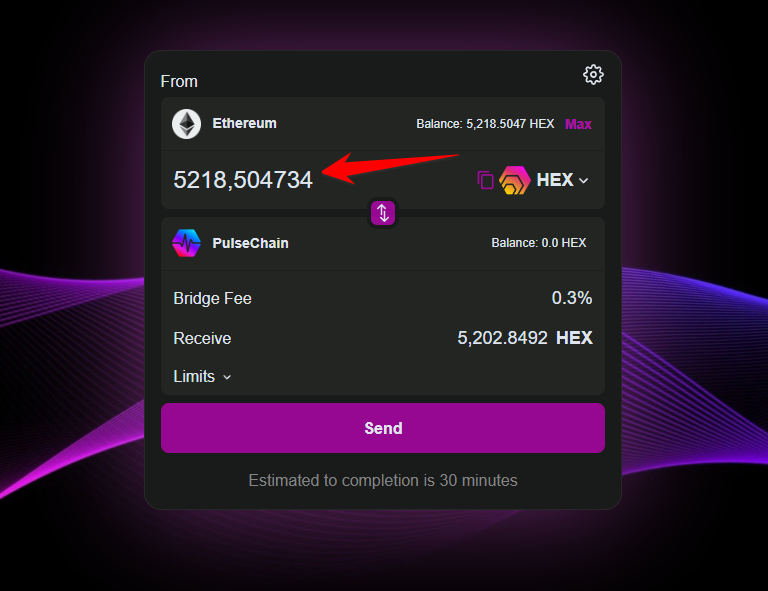 From
Ethereum Balance: 5,218.5047 HEX Max
5218,504734 HEX
PulseChain Balance: 0.0 HEX
Bridge Fee 0.3%
Receive 5,202.8492 HEX
Limits
Send
Estimated to completion is 30 minutes